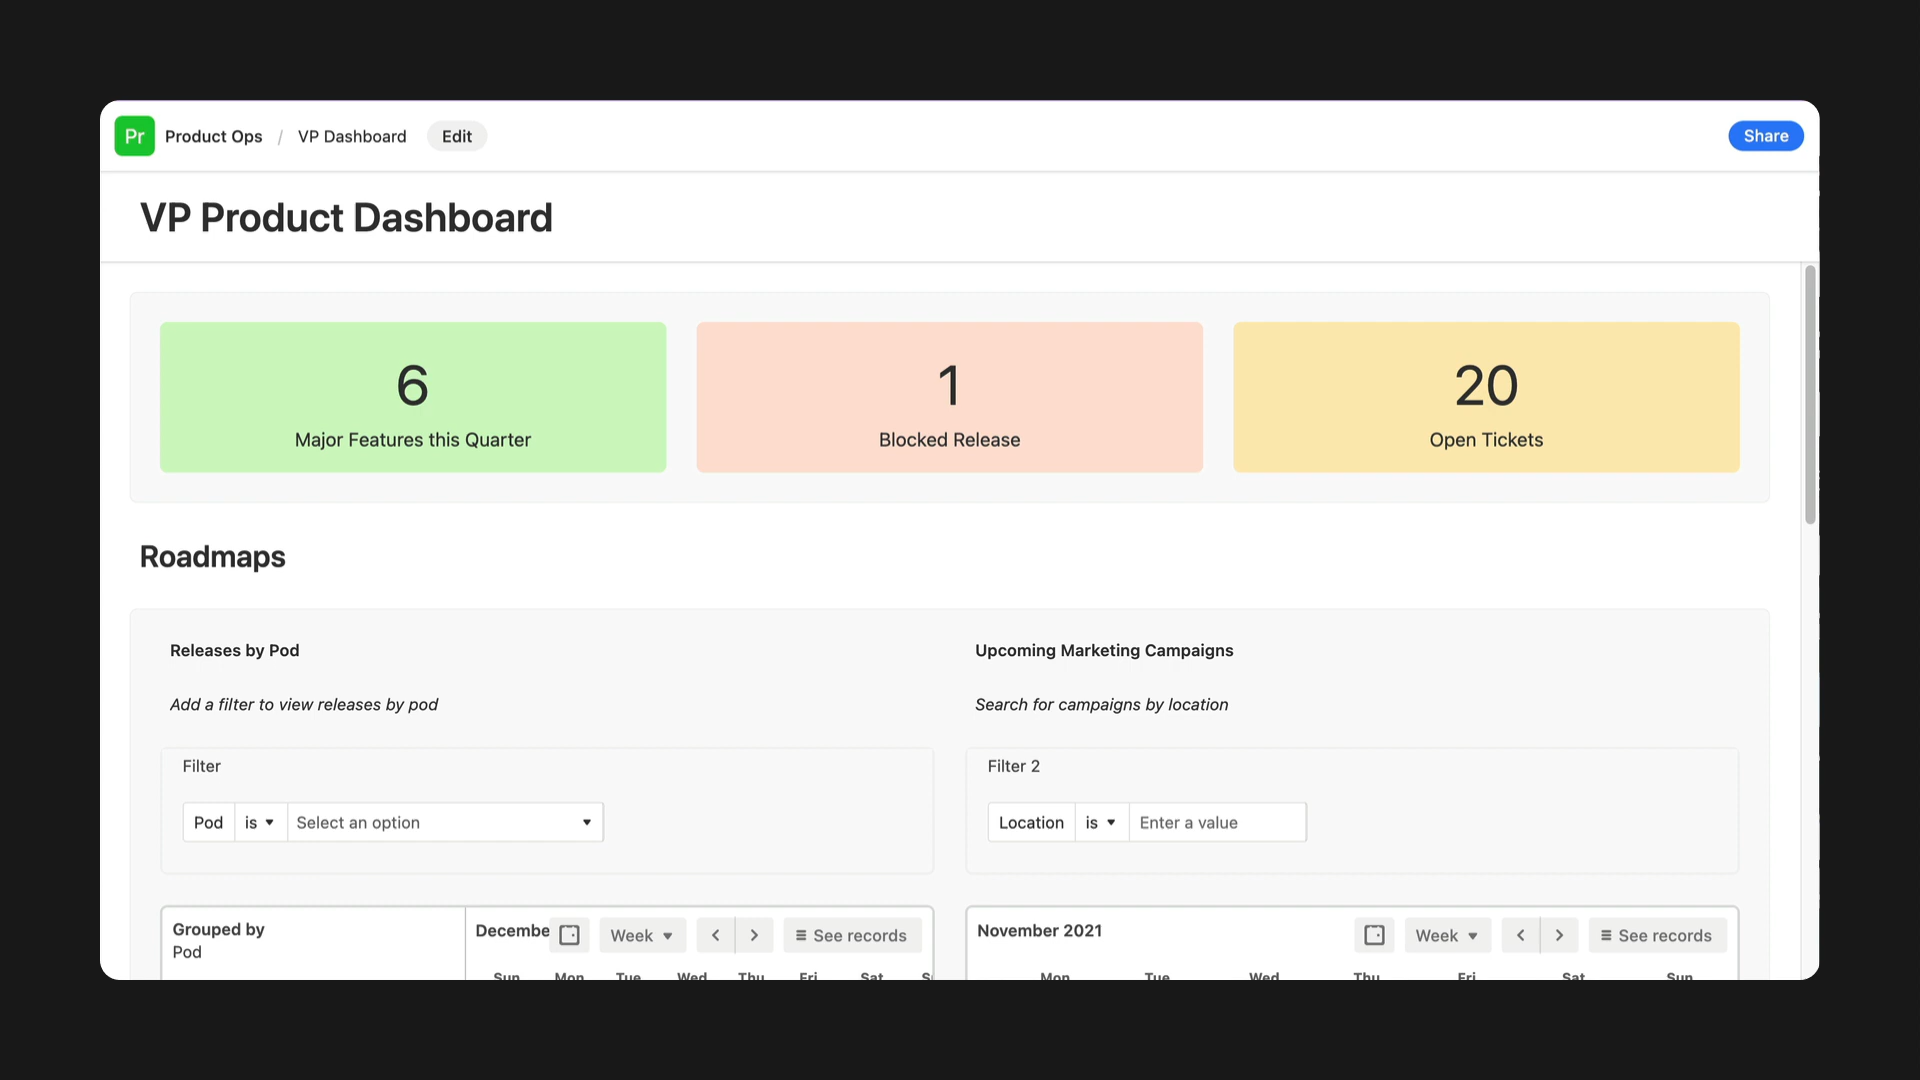 Pr Product Ops / VP Dashboard Edit Share
VP Product Dashboard
6
Major Features this Quarter
1
Blocked Release
20
Open Tickets
Roadmaps
Releases by Pod
Add a filter to view releases by pod
Filter
Pod is Select an option
Grouped by
Pod
Decembe Week See records
Sun Mon Tue Wed Thu Fri Sat
Upcoming Marketing Campaigns
Search for campaigns by location
Filter 2
Location is Enter a value
November 2021 Week See records
Mon Tue Wed Thu Fri Sat Sun